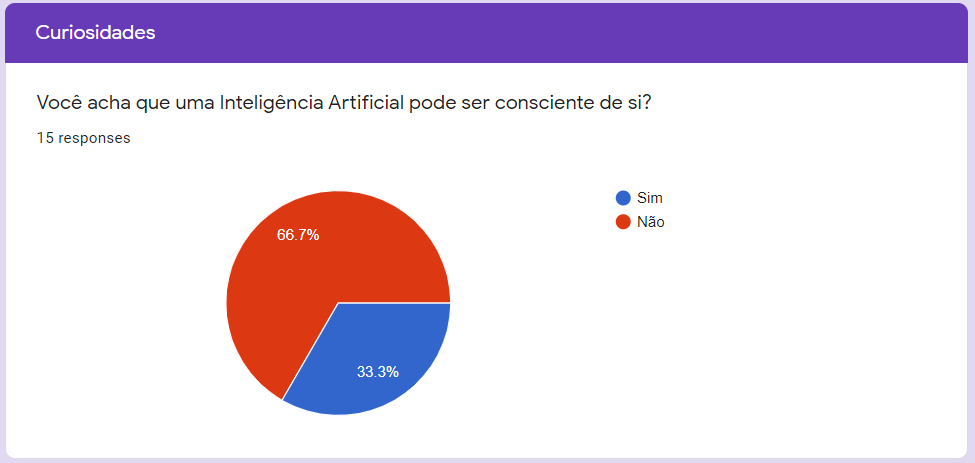 Curiosidades
Você acha que uma Inteligência Artificial pode ser consciente de si?
15 responses
66.7%
33.3%
Sim
Não